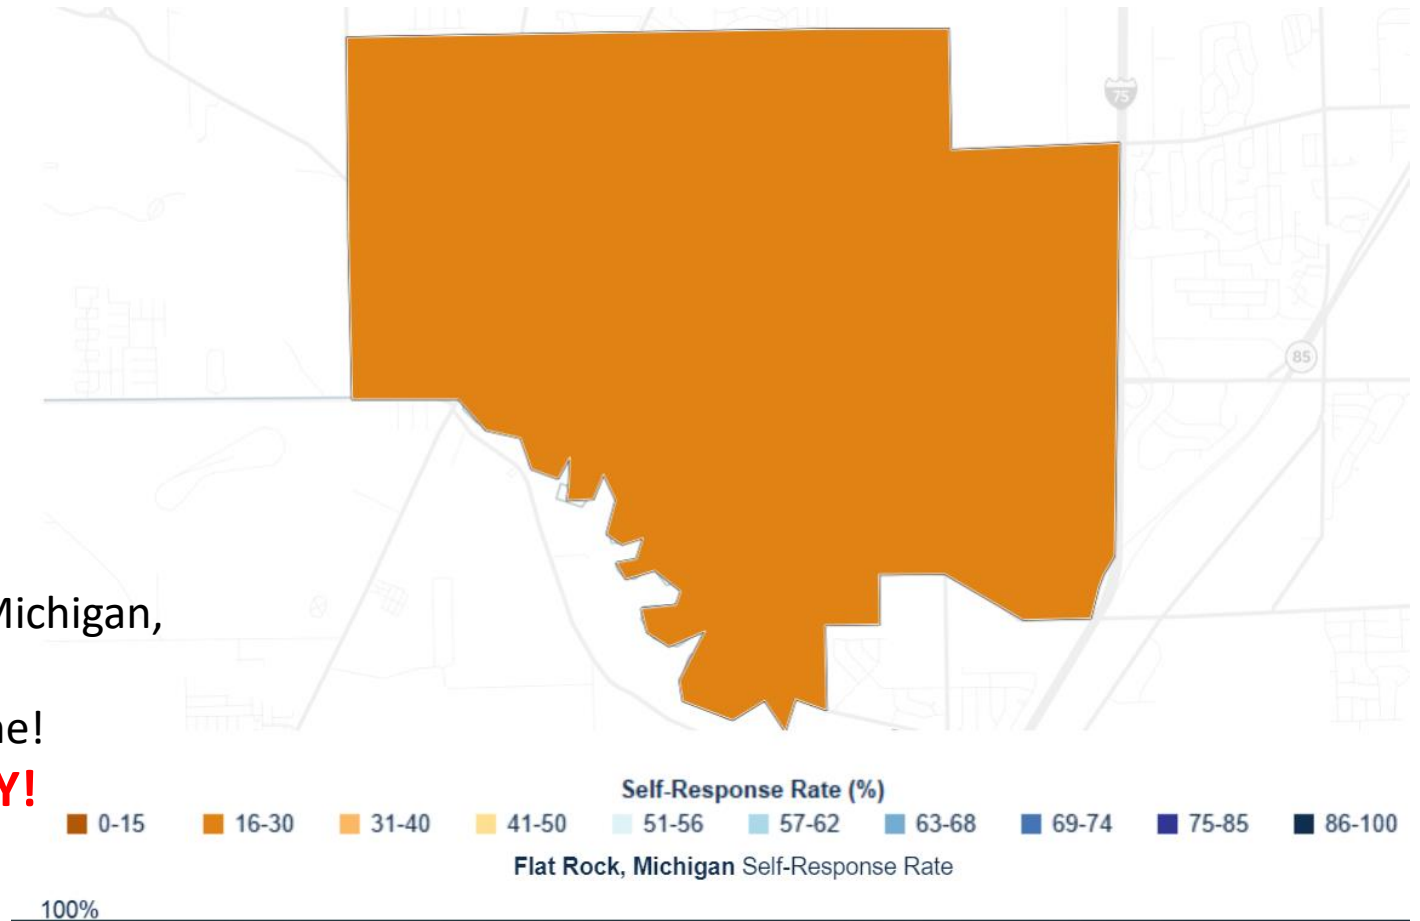 75
85
Michigan,
ne!
Y!
Self-Response Rate (%)
0-15 16-30 31-40 41-50 51-56 57-62 63-68 69-74 75-85 86-100
Flat Rock, Michigan Self-Response Rate
100%